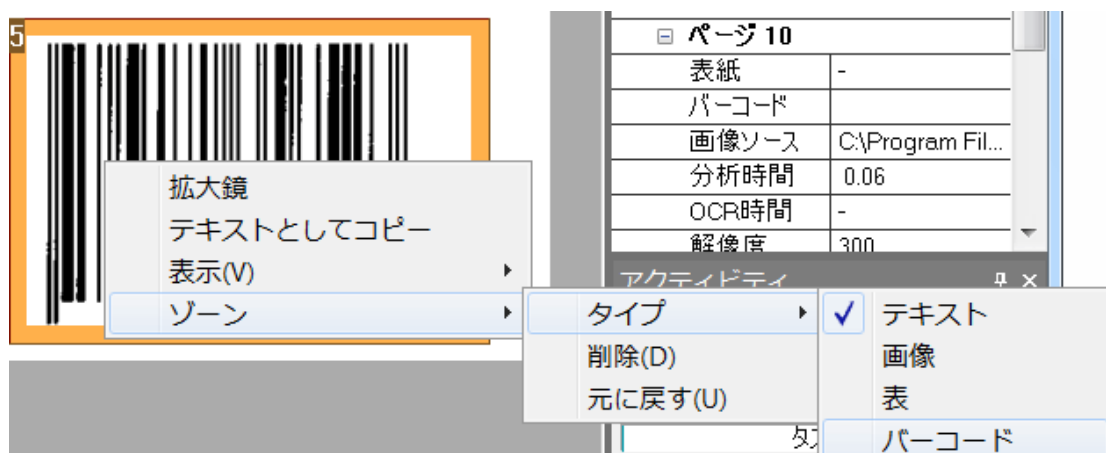 5
ページ 10
表紙 -
バーコード
画像ソース C:\Program Fil...
分析時間 0.06
OCR時間 -
解像度 300
アクティビティ
拡大鏡
テキストとしてコピー
表示(V)
ゾーン
タイプ
削除(D)
元に戻す(U)
テキスト
画像
表
バーコード